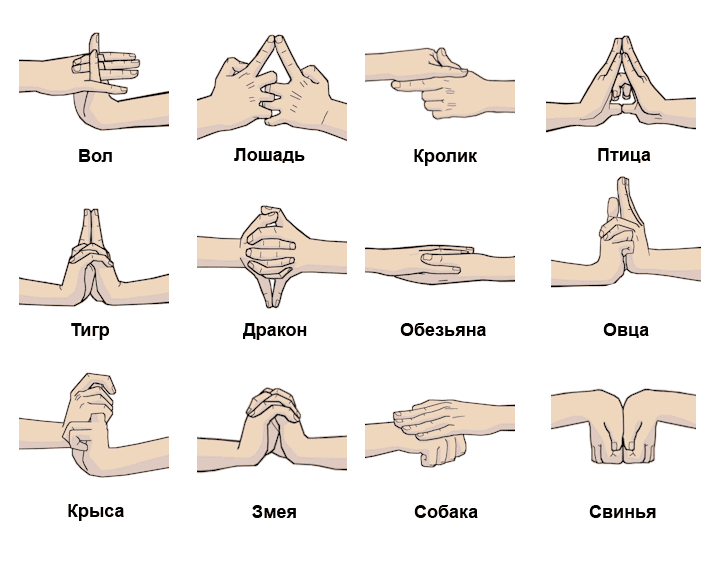 Вол
Лошадь
Кролик
Птица
Тигр
Дракон
Обезьяна
Овца
Крыса
Змея
Собака
Свинья